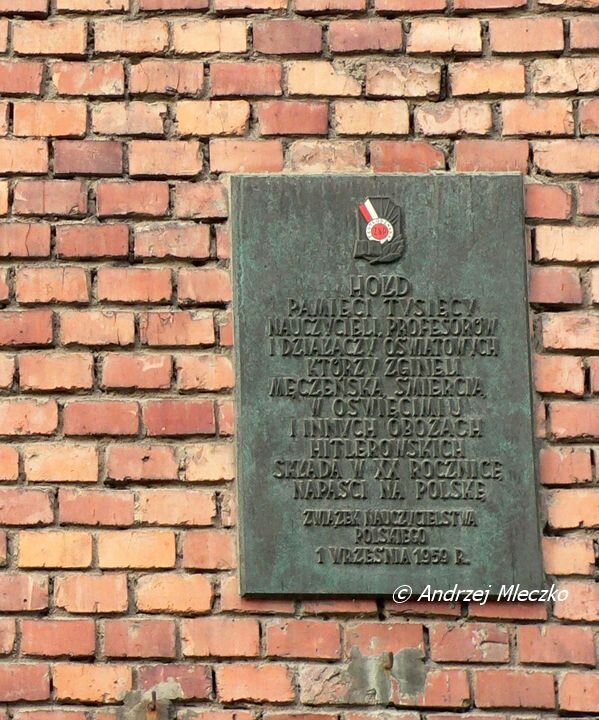 ZNP
HOŁD
PAMIĘCI TYSIĘCY
NAUCZYCIELI, PROFESORÓW
I DZIAŁACZY OŚWIATOWYCH
KTÓRZY ZGINĘLI
MĘCZEŃSKĄ ŚMIERCIĄ
W OŚWIĘCIMIU
I INNYCH OBOZACH
HITLEROWSKICH
SKŁADA W XX ROCZNICĘ
NAPAŚCI NA POLSKĘ
ZWIĄZEK NAUCZYCIELSTWA
POLSKIEGO
1 WRZEŚNIA 1959 R.
© Andrzej Mleczko